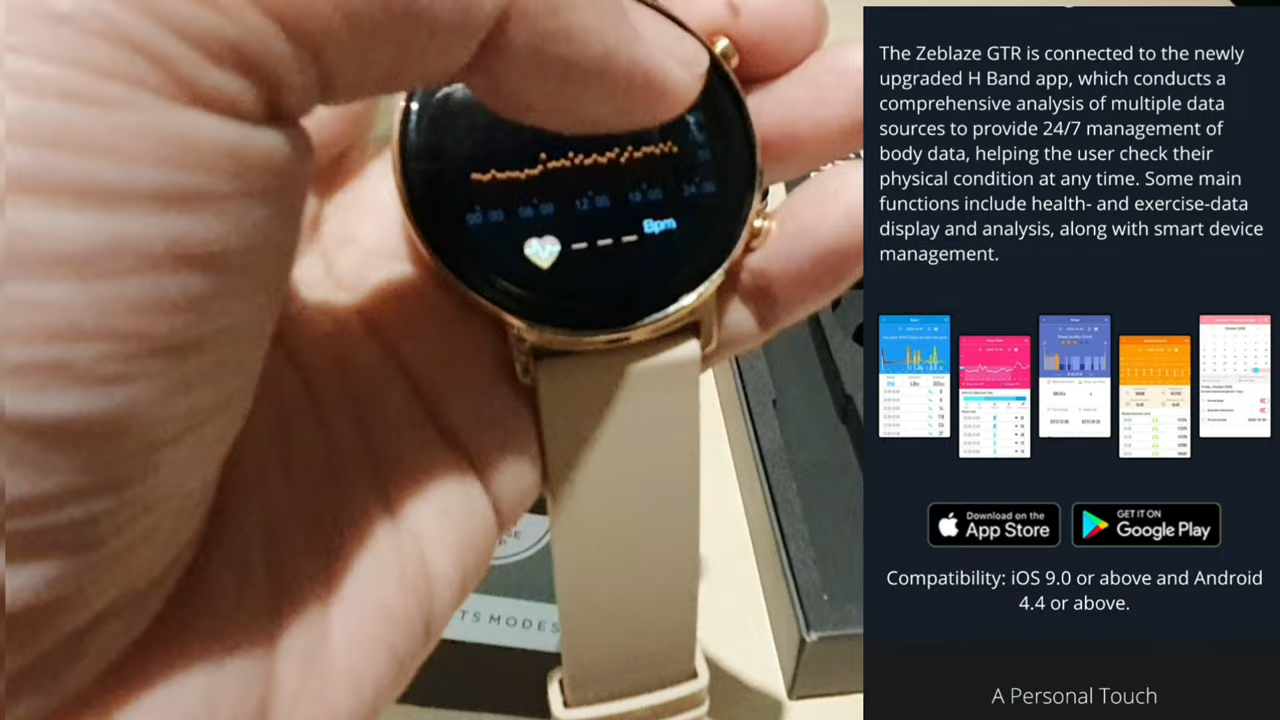 Bpm
TS MODES
The Zeblaze GTR is connected to the newly
upgraded H Band app, which conducts a
comprehensive analysis of multiple data
sources to provide 24/7 management of
body data, helping the user check their
physical condition at any time. Some main
functions include health- and exercise-data
display and analysis, along with smart device
management.
Download on the
App Store
GET IT ON
Google Play
Compatibility: iOS 9.0 or above and Android
4.4 or above.
A Personal Touch